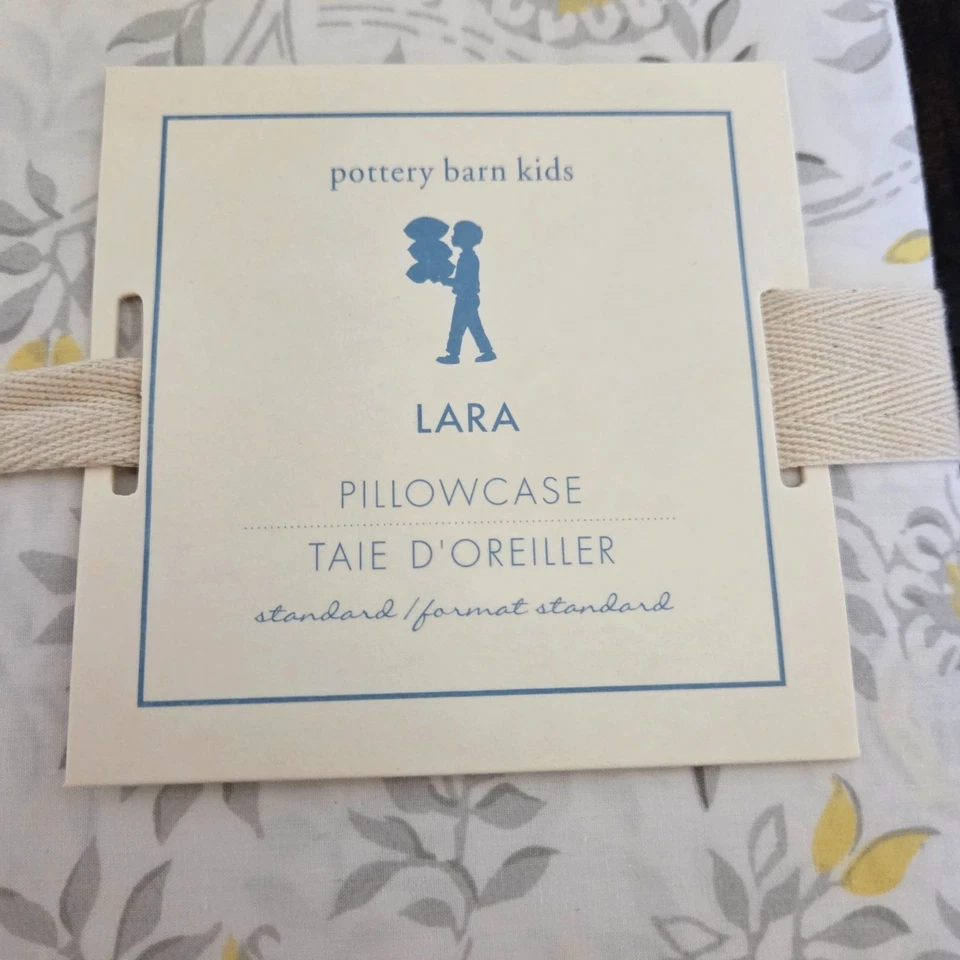 pottery barn kids
LARA
PILLOWCASE
TAIE D'OREILLER
standard/format standard